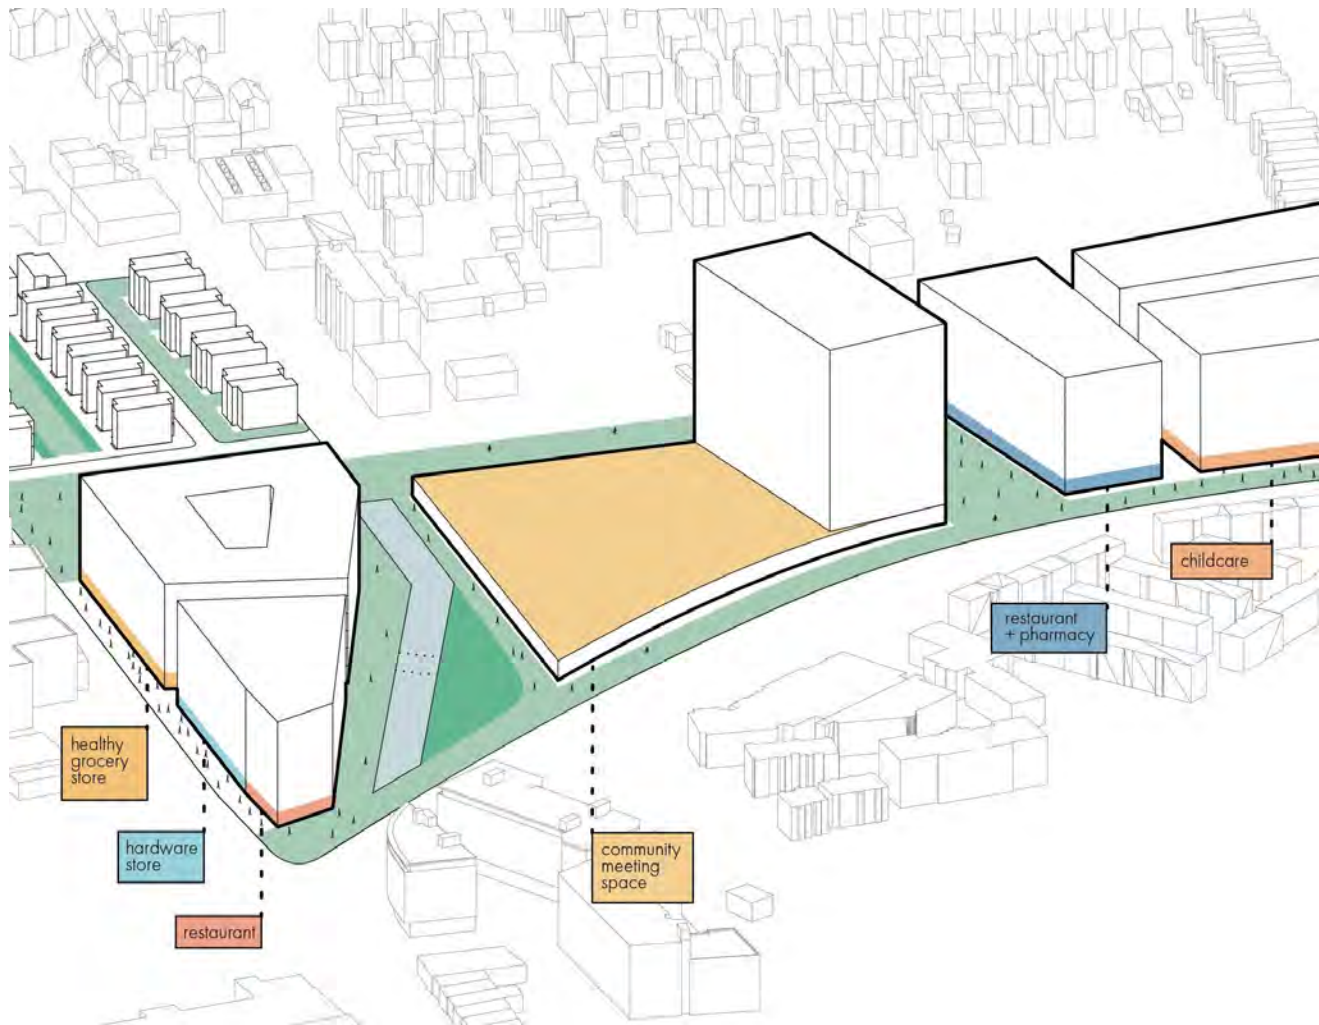 childcare
restaurant
+ pharmacy
healthy
grocery
store
hardware
store
community
meeting
space
restaurant